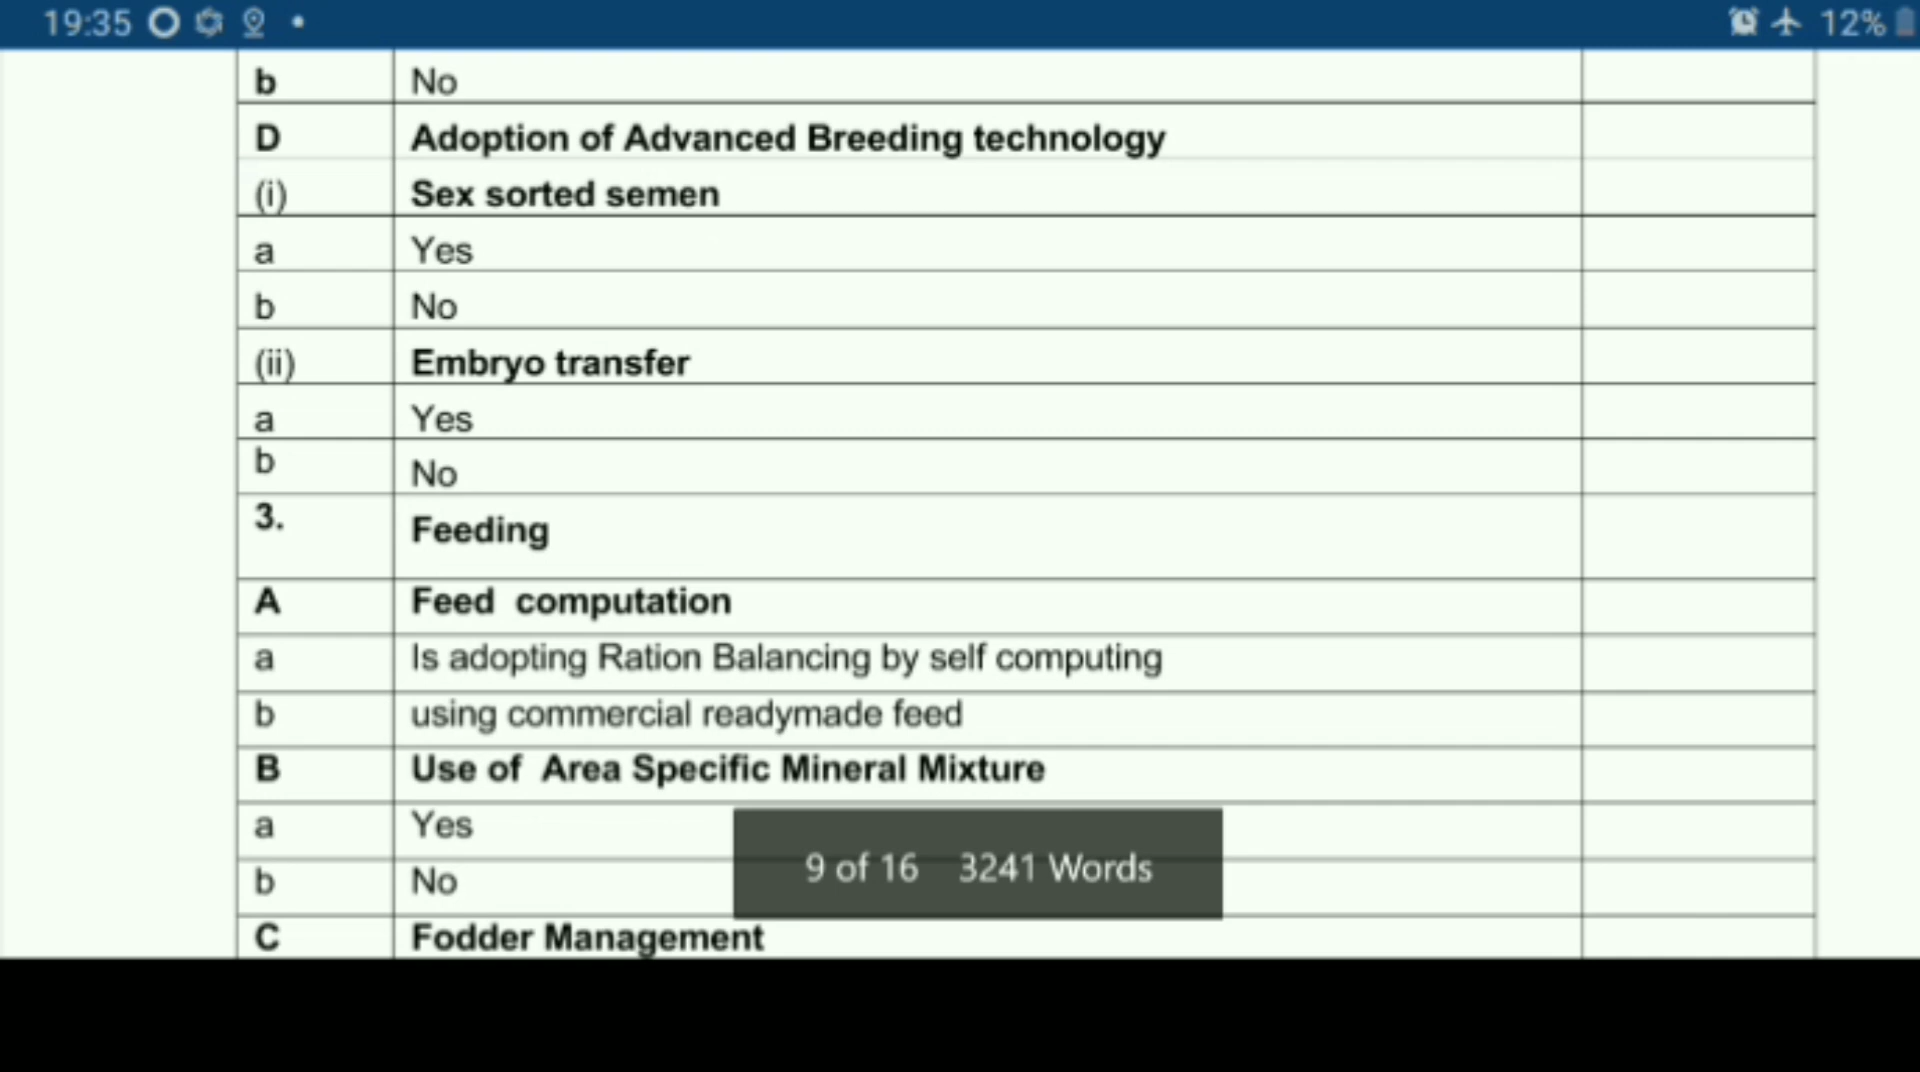 19:35
12%
b No
D Adoption of Advanced Breeding technology
(i) Sex sorted semen
a Yes
b No
(ii) Embryo transfer
a Yes
b No
3. Feeding
A Feed computation
a Is adopting Ration Balancing by self computing
b using commercial readymade feed
B Use of Area Specific Mineral Mixture
a Yes
b No
9 of 16 3241 Words
C Fodder Management